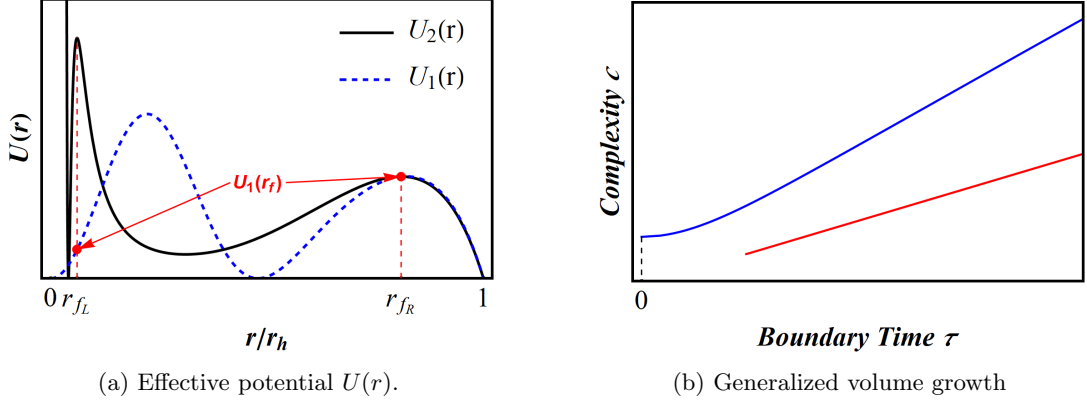 U(r)
U₂(r)
U₁(r)
U₁(r_f)
0 r_{f_L} r_{f_R} 1
r/r_h
(a) Effective potential U(r).
Complexity C
0
Boundary Time τ
(b) Generalized volume growth